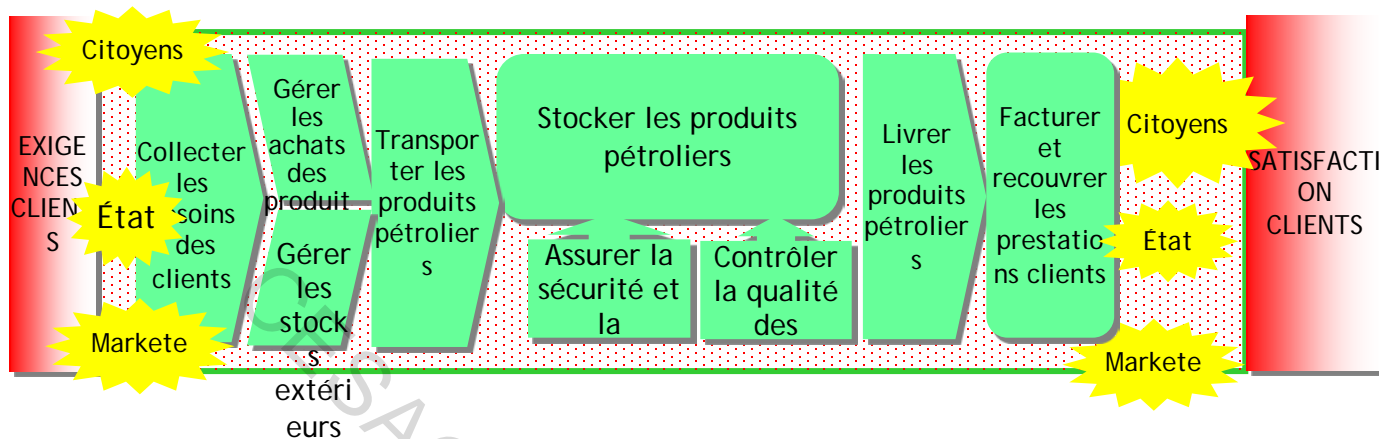 EXIGE
NCES
CLIEN
S
Citoyens
État
Markete
Collecter
les
soins
des
clients
Gérer
les
achats
des
produit
Gérer
les
stock
s
extéri
eurs
Transpor
ter les
produits
pétrolier
s
Stocker les produits
pétroliers
Assurer la
sécurité et
la
Contrôler
la qualité
des
Livrer
les
produits
pétrolier
s
Facturer
et
recouvrer
les
prestatio
ns clients
Citoyens
État
Markete
SATISFACTI
ON
CLIENTS
CESA